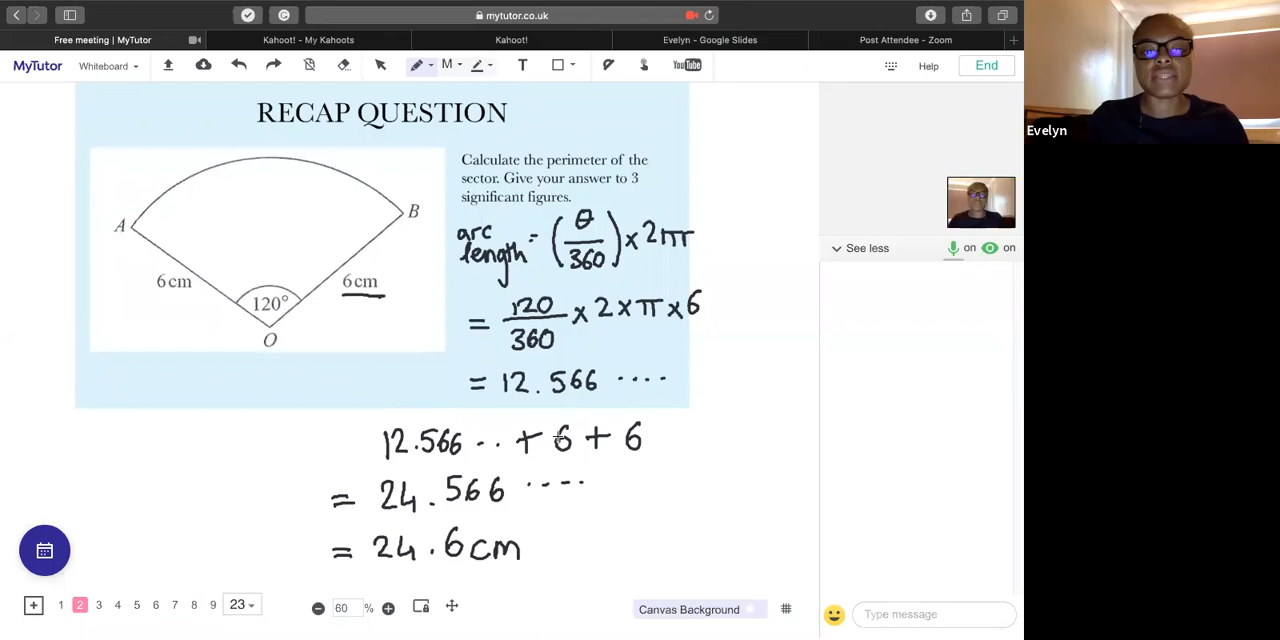 mytutor.co.uk
Free meeting | MyTutor
Kahoot! - My Kahoots
Kahoot!
Evelyn - Google Slides
Post Attendee - Zoom
MyTutor
Whiteboard
M
T
YouTube
Help
End
Evelyn
RECAP QUESTION
Calculate the perimeter of the
sector. Give your answer to 3
significant figures.
A
B
6 cm
6 cm
120°
O
arc length = (θ/360) × 2πr
= 120/360 × 2 × π × 6
= 12.566 ····
12.566 ·· + 6 + 6
= 24.566 ····
= 24.6cm
See less
on
on
1 2 3 4 5 6 7 8 9 23
60 %
Canvas Background
Type message